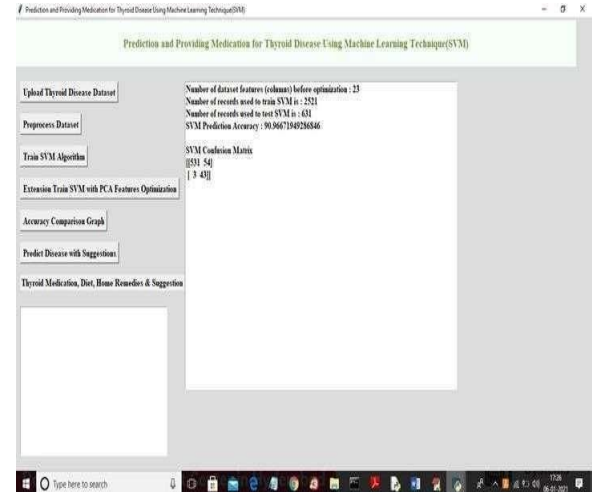 Prediction and Providing Medication for Thyroid Disease Using Machine Learning Technique(SVM)
Prediction and Providing Medication for Thyroid Disease Using Machine Learning Technique(SVM)
Upload Thyroid Disease Dataset
Preprocess Dataset
Train SVM Algorithm
Extension Train SVM with PCA Features Optimization
Accuracy Comparison Graph
Predict Disease with Suggestions
Thyroid Medication, Diet, Home Remedies & Suggestion
Number of dataset features (columns) before optimization : 23
Number of records used to train SVM is : 2521
Number of records used to test SVM is : 631
SVM Prediction Accuracy : 90.96671949286846
SVM Confusion Matrix
[[531 54]
[ 3 43]]
Type here to search
17:26
06-01-2021